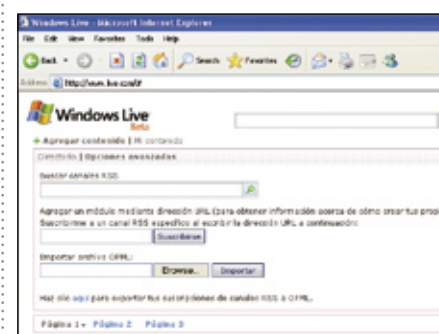 Windows Live - Microsoft Internet Explorer
File Edit View Favorites Tools Help
Back Search Favorites
Address http://www.live.com/#
Windows Live
Beta
Agregar contenido | Mi contenido
Directorio | Opciones avanzadas
Buscar canales RSS
Agregar un módulo mediante dirección URL (para obtener información acerca de cómo crear tus
Suscribirme a un canal RSS específico al escribir la dirección URL a continuación:
Suscribirme
Importar archivo OPML:
Browse... Importar
Haz clic aquí para exportar tus suscripciones de canales RSS a OPML.
Página 1 Página 2 Página 3